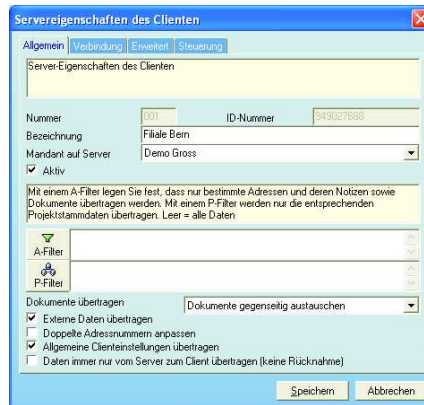 Servereigenschaften des Clienten
Allgemein Verbindung Erweitert Steuerung
Server-Eigenschaften des Clienten
Nummer 001 ID-Nummer 949027688
Bezeichnung Filiale Bern
Mandant auf Server Demo Gross
Aktiv
Mit einem A-Filter legen Sie fest, dass nur bestimmte Adressen und deren Notizen sowie
Dokumente übertragen werden. Mit einem P-Filter werden nur die entsprechenden
Projektstammdaten übertragen. Leer = alle Daten
A-Filter
P-Filter
Dokumente übertragen Dokumente gegenseitig austauschen
Externe Daten übertragen
Doppelte Adressnummern anpassen
Allgemeine Clienteinstellungen übertragen
Daten immer nur vom Server zum Client übertragen (keine Rücknahme)
Speichern Abbrechen